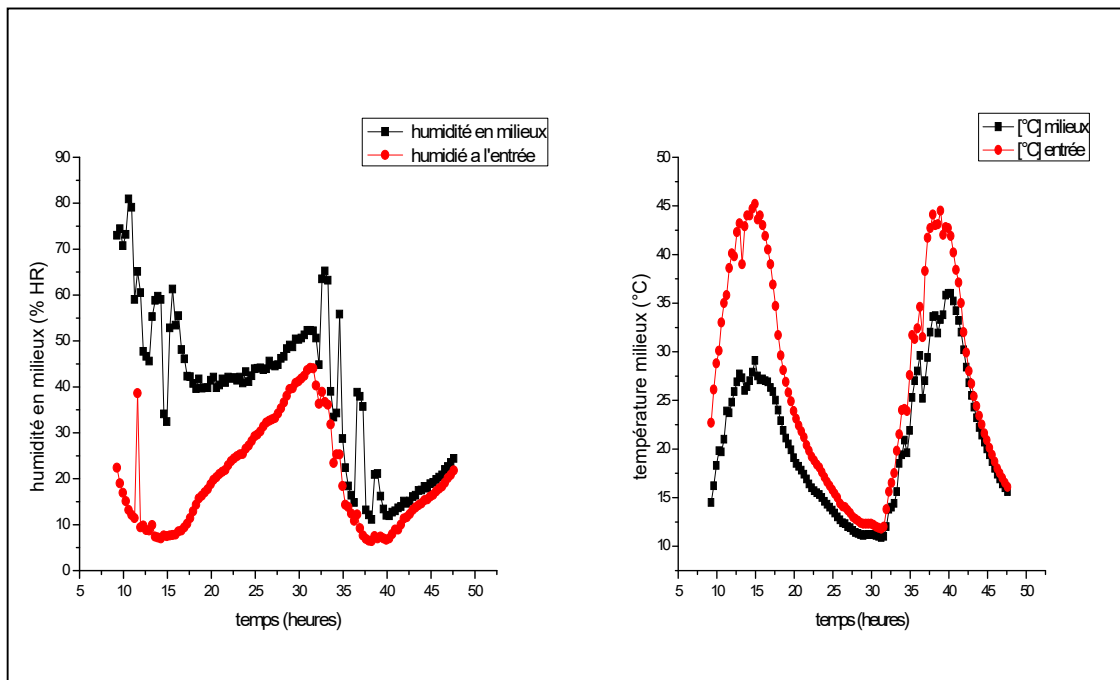 humidité en milieux
humidié a l'entrée
90
80
70
60
50
40
30
20
10
0
humidité en milieux (% HR)
5 10 15 20 25 30 35 40 45 50
temps (heures)
[°C] milieux
[°C] entrée
50
45
40
35
30
25
20
15
10
température milieux (°C)
5 10 15 20 25 30 35 40 45 50
temps (heures)